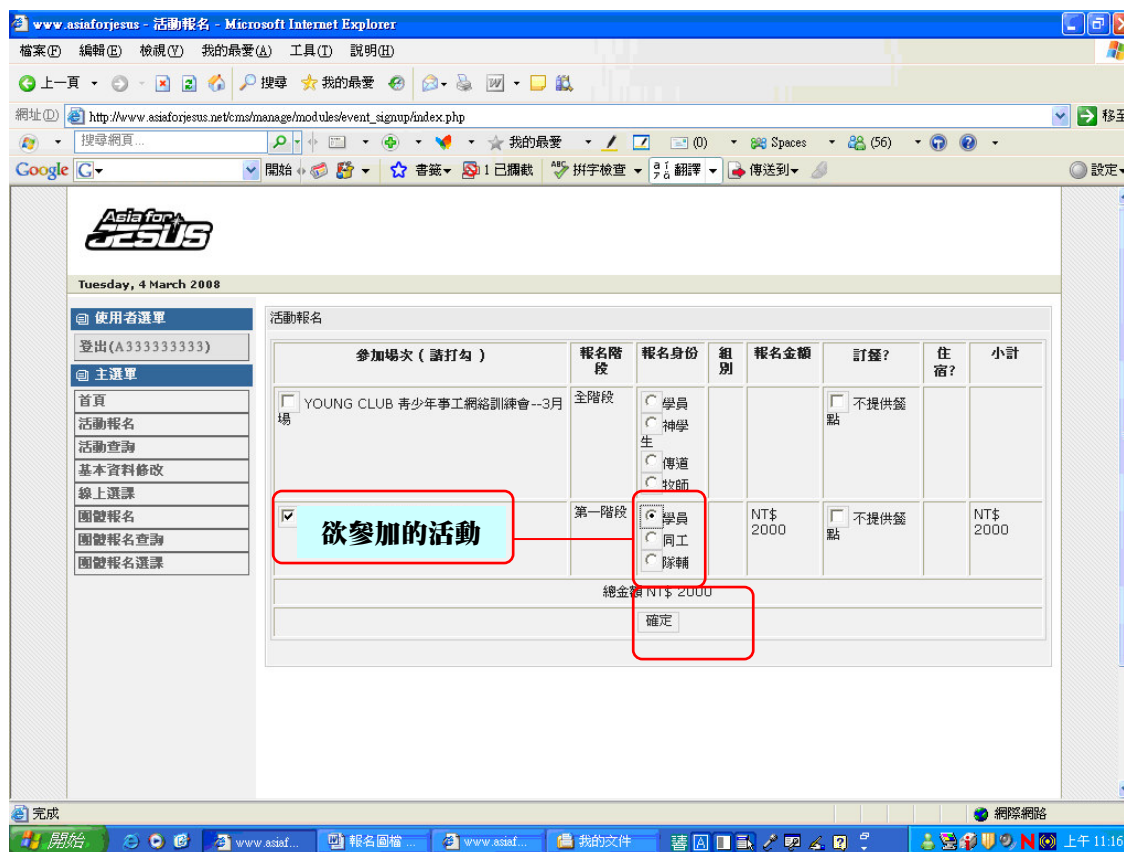 www.asiaforjesus - 活動報名 - Microsoft Internet Explorer
檔案(F) 編輯(E) 檢視(V) 我的最愛(A) 工具(T) 說明(H)
上一頁 搜尋 我的最愛
網址(D) http://www.asiaforjesus.net/cms/manage/modules/event_signup/index.php 移至
搜尋網頁... 我的最愛 (0) Spaces (56)
Google G 開始 書籤 1 已攔截 拼字檢查 翻譯 傳送到 設定
Asia for JESUS
Tuesday, 4 March 2008
使用者選單
登出(A333333333)
主選單
首頁
活動報名
活動查詢
基本資料修改
線上選課
團體報名
團體報名查詢
團體報名選課
活動報名
參加場次 ( 請打勾 ) 報名階段 報名身份 組別 報名金額 訂餐? 住宿? 小計
YOUNG CLUB 青少年事工網絡訓練會--3月場 全階段
學員
神學生
傳道
牧師
不提供餐點
欲參加的活動
第一階段
學員
同工
隊輔
NT$ 2000
不提供餐點
NT$ 2000
總金額 NT$ 2000
確定
完成 網際網路
開始 www.asiaf... 報名圖檔 ... www.asiaf... 我的文件 上午 11:16